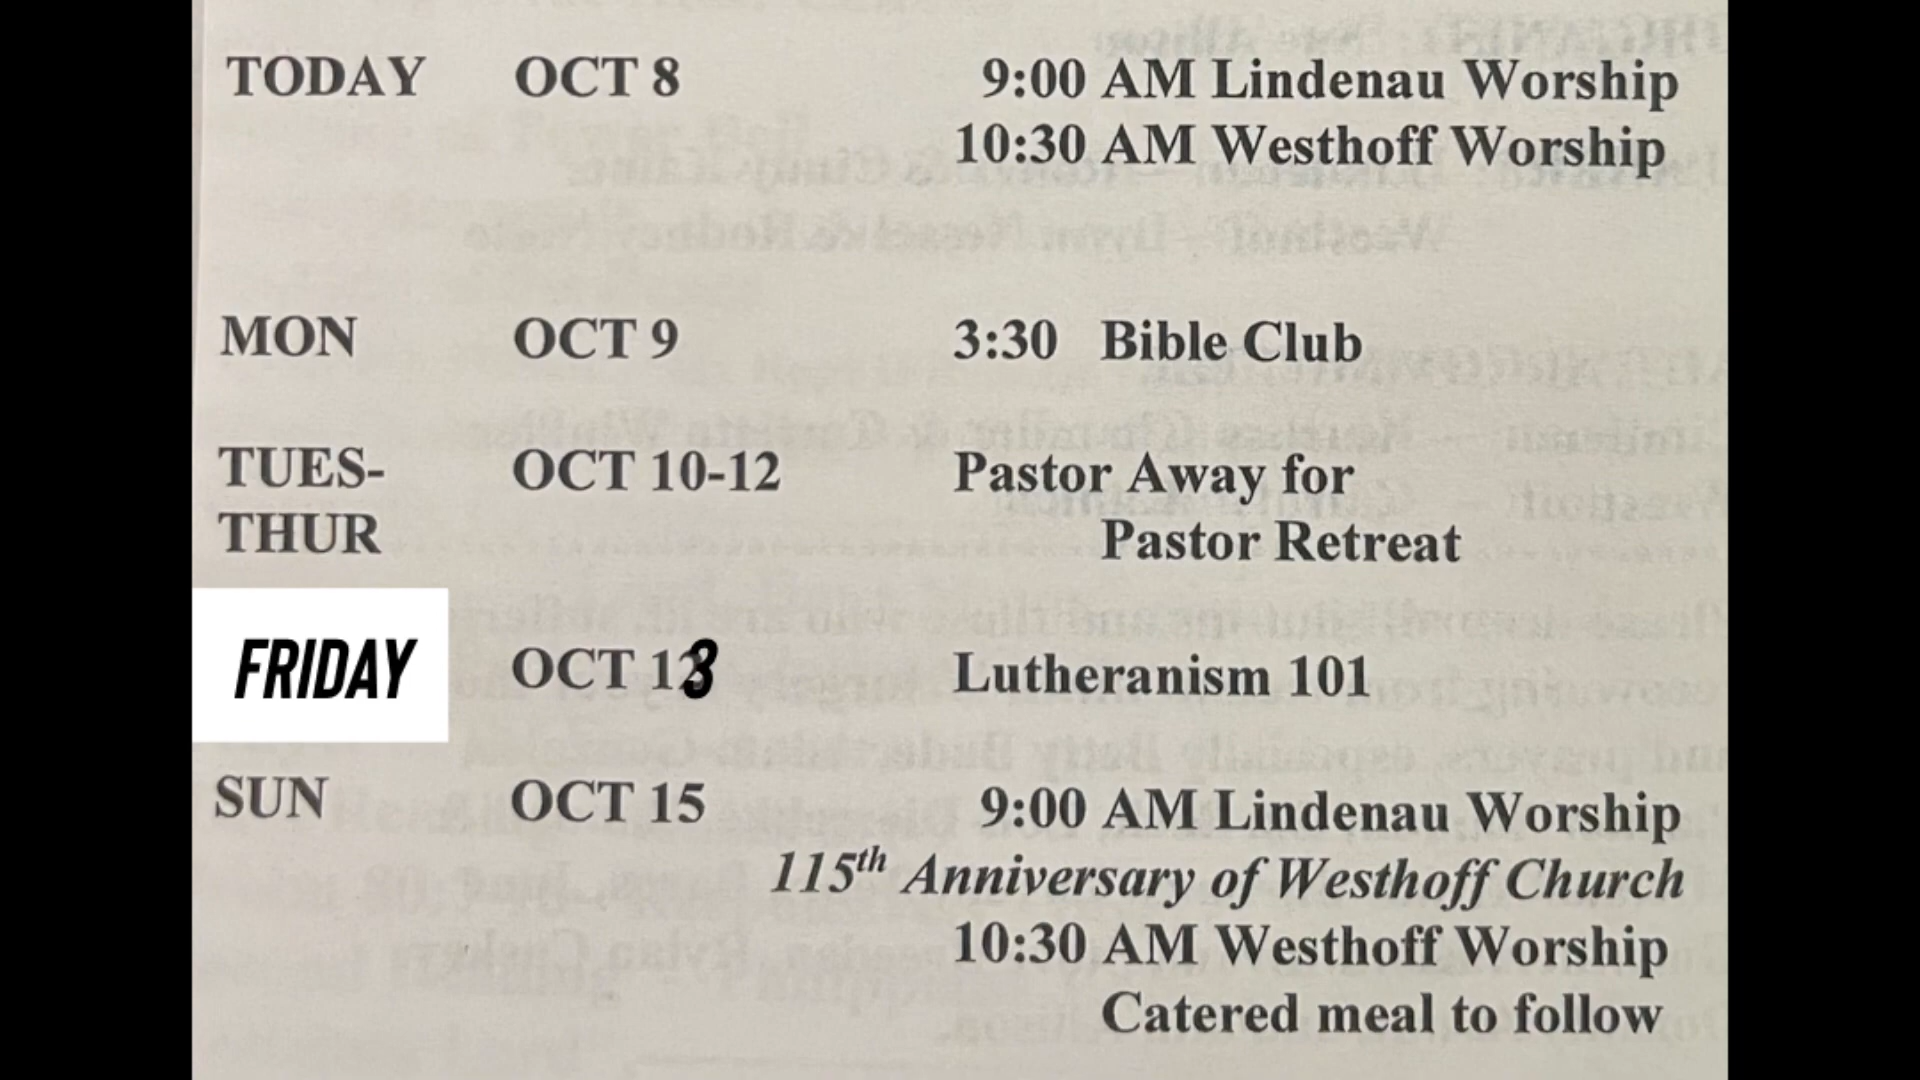 TODAY OCT 8 9:00 AM Lindenau Worship
10:30 AM Westhoff Worship
MON OCT 9 3:30 Bible Club
TUES- OCT 10-12 Pastor Away for
THUR Pastor Retreat
FRIDAY OCT 13 Lutheranism 101
SUN OCT 15 9:00 AM Lindenau Worship
115th Anniversary of Westhoff Church
10:30 AM Westhoff Worship
Catered meal to follow